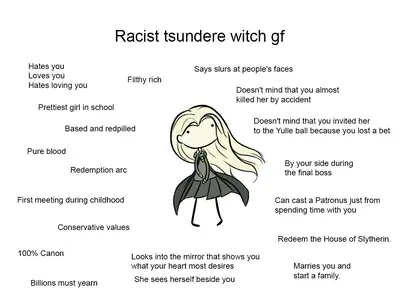 Racist tsundere witch gf
Hates you
Loves you
Hates loving you
Filthy rich
Says slurs at people's faces
Doesn't mind that you almost
killed her by accident
Prettiest girl in school
Doesn't mind that you invited her
to the Yulle ball because you lost a bet
Based and redpilled
Pure blood
By your side during
the final boss
Redemption arc
First meeting during childhood
Can cast a Patronus just from
spending time with you
Conservative values
Redeem the House of Slytherin.
100% Canon
Looks into the mirror that shows you
what your heart most desires
Marries you and
start a family.
She sees herself beside you
Billions must yearn